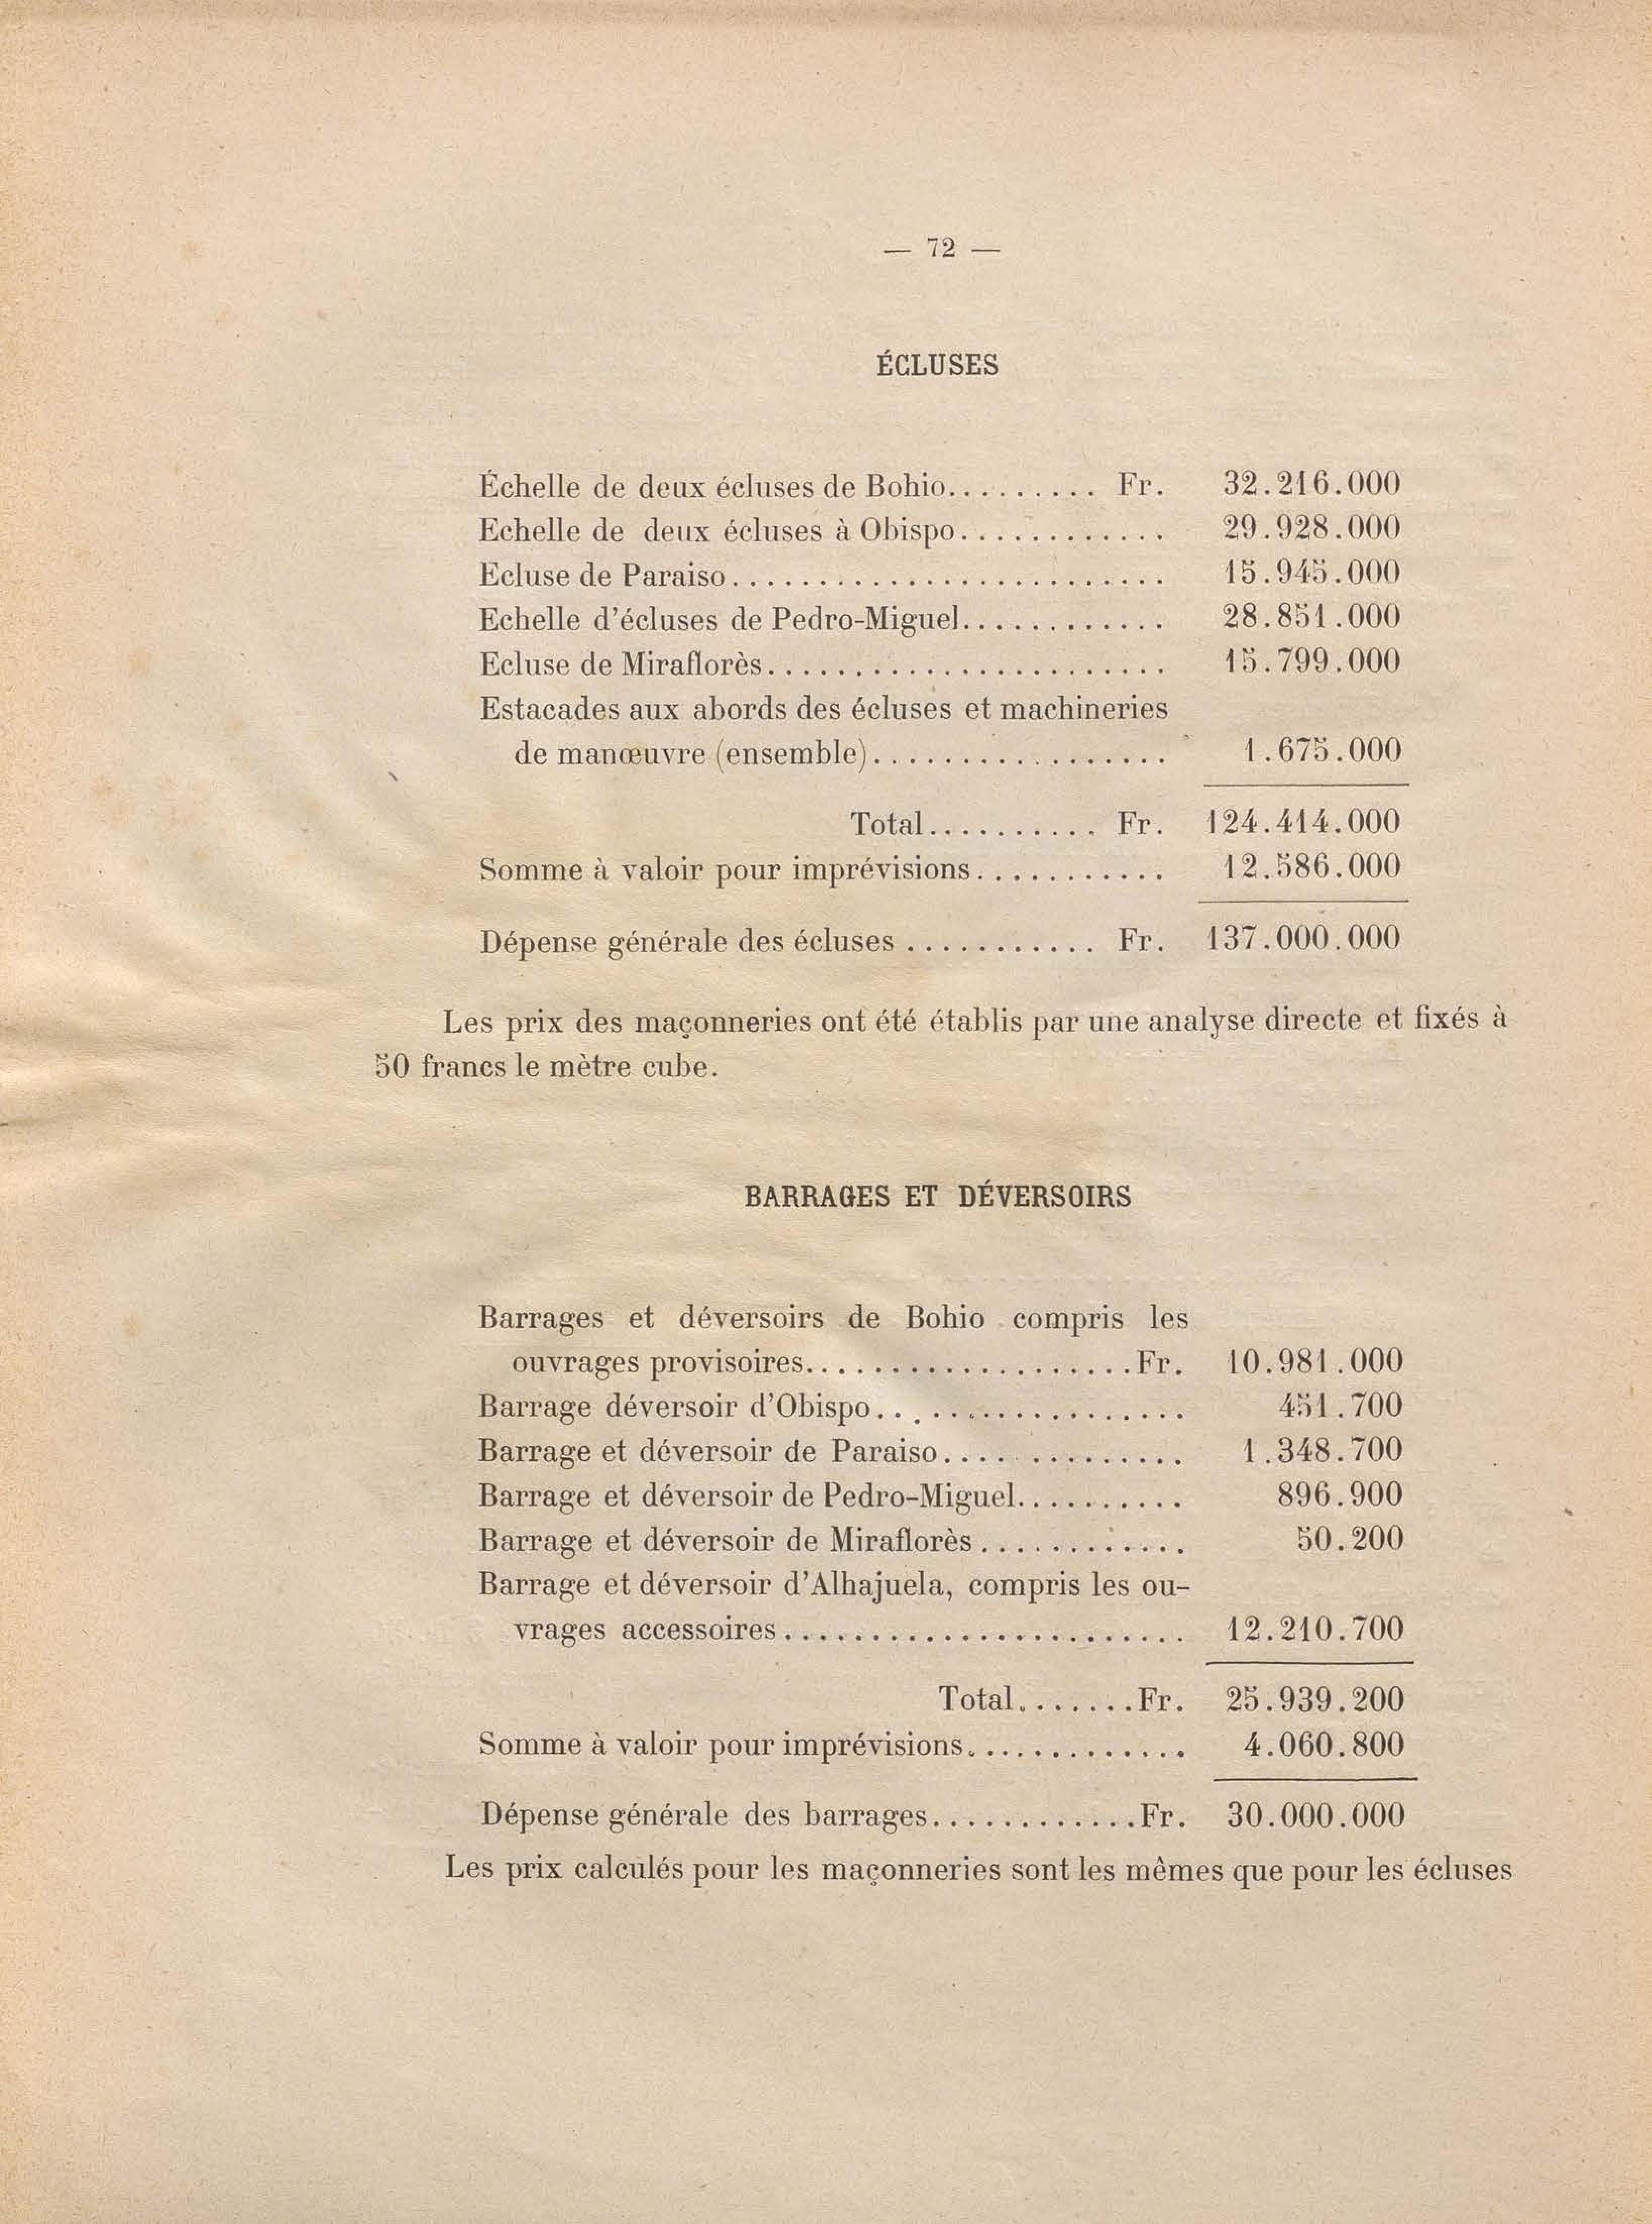 — 72 —
ÉCLUSES
Échelle de deux écluses de Bohio......... Fr. 32.216.000
Echelle de deux écluses à Obispo............ 29.928.000
Ecluse de Paraiso......................... 15.945.000
Echelle d'écluses de Pedro-Miguel............ 28.851.000
Ecluse de Miraflorès....................... 15.799.000
Estacades aux abords des écluses et machineries
de manœuvre (ensemble)................. 1.675.000
Total.......... Fr. 124.414.000
Somme à valoir pour imprévisions........... 12.586.000
Dépense générale des écluses ........... Fr. 137.000.000
Les prix des maçonneries ont été établis par une analyse directe et fixés à
50 francs le mètre cube.
BARRAGES ET DÉVERSOIRS
Barrages et déversoirs de Bohio compris les
ouvrages provisoires...................Fr. 10.981.000
Barrage déversoir d'Obispo.................. 451.700
Barrage et déversoir de Paraiso............. 1.348.700
Barrage et déversoir de Pedro-Miguel.......... 896.900
Barrage et déversoir de Miraflorès............ 50.200
Barrage et déversoir d'Alhajuela, compris les ou-
vrages accessoires....................... 12.210.700
Total.......Fr. 25.939.200
Somme à valoir pour imprévisions............. 4.060.800
Dépense générale des barrages............Fr. 30.000.000
Les prix calculés pour les maçonneries sont les mêmes que pour les écluses